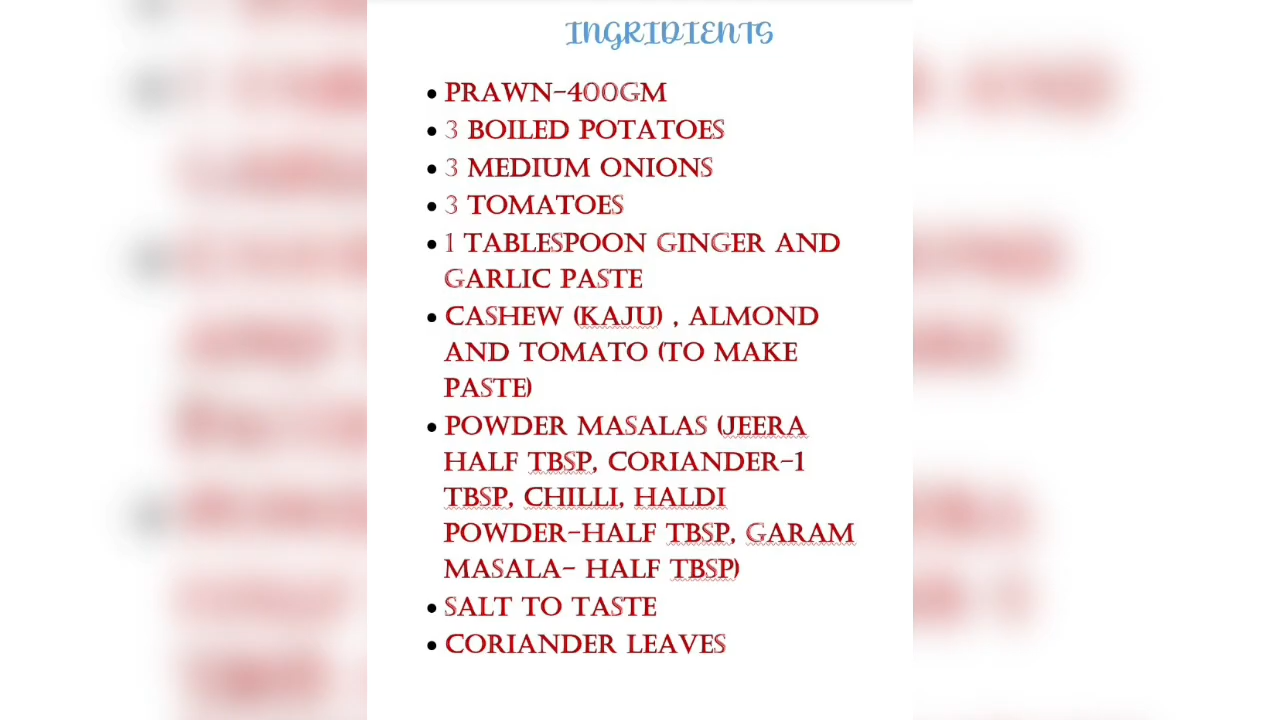 INGRIDIENTS
• PRAWN-400GM
• 3 BOILED POTATOES
• 3 MEDIUM ONIONS
• 3 TOMATOES
• 1 TABLESPOON GINGER AND
GARLIC PASTE
• CASHEW (KAJU) , ALMOND
AND TOMATO (TO MAKE
PASTE)
• POWDER MASALAS (JEERA
HALF TBSP, CORIANDER-1
TBSP, CHILLI, HALDI
POWDER-HALF TBSP, GARAM
MASALA- HALF TBSP)
• SALT TO TASTE
• CORIANDER LEAVES